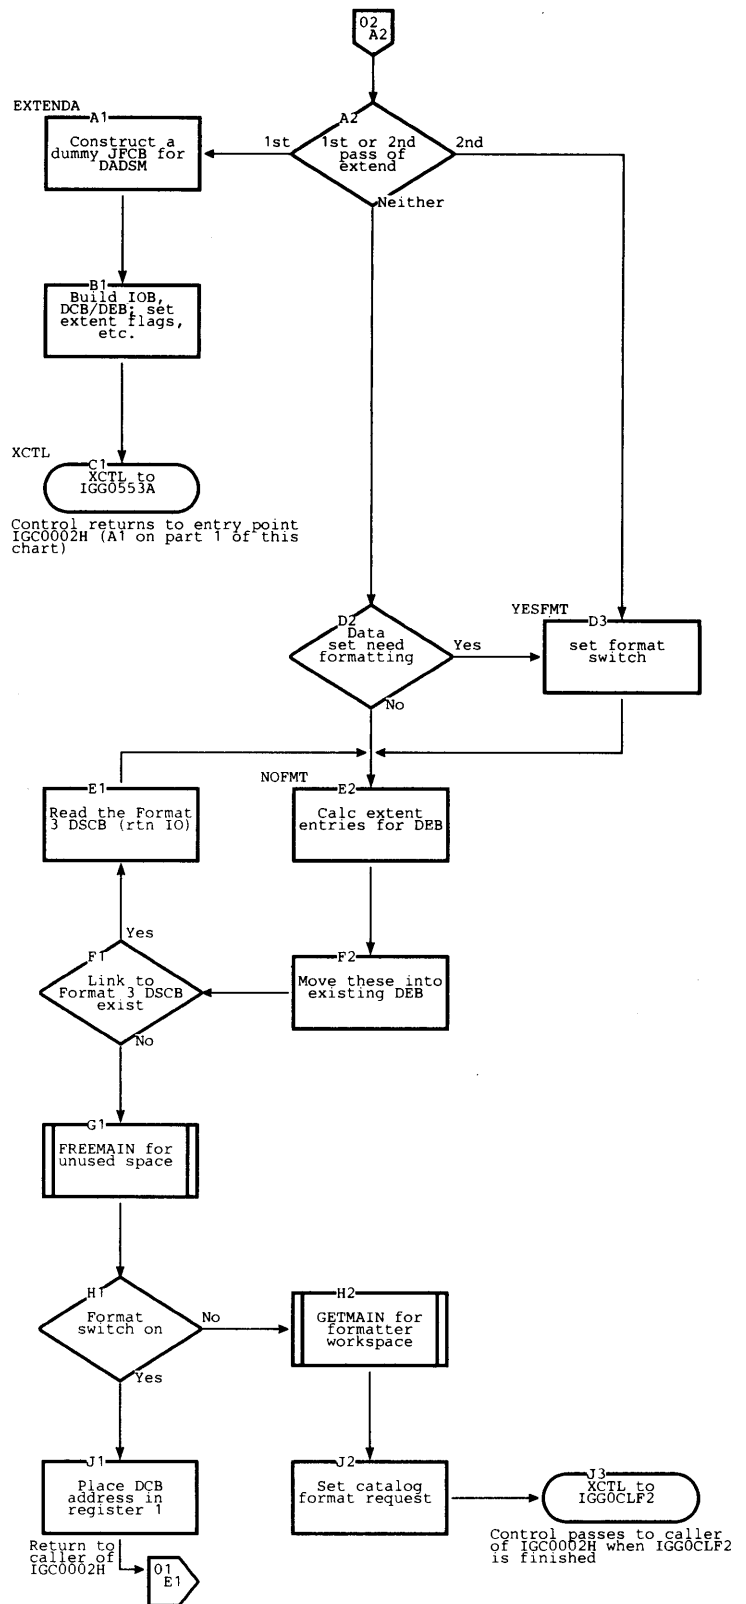 02
A2
EXTENDA
A1
Construct a
dummy JFCB for
DADSM
1st
A2
1st or 2nd
pass of
extend
2nd
Neither
B1
Build IOB,
DCB/DEB; set
extent flags,
etc.
XCTL
C1
XCTL to
IGG0553A
Control returns to entry point
IGC0002H (A1 on part 1 of this
chart)
D2
Data
set need
formatting
Yes
No
YESFMT
D3
set format
switch
E1
Read the Format
3 DSCB (rtn IO)
NOFMT
E2
Calc extent
entries for DEB
Yes
F1
Link to
Format 3 DSCB
exist
No
F2
Move these into
existing DEB
G1
FREEMAIN for
unused space
H1
Format
switch on
No
Yes
H2
GETMAIN for
formatter
workspace
J1
Place DCB
address in
register 1
J2
Set catalog
format request
J3
XCTL to
IGG0CLF2
Return to
caller of
IGC0002H
01
E1
Control passes to caller
of IGC0002H when IGG0CLF2
is finished